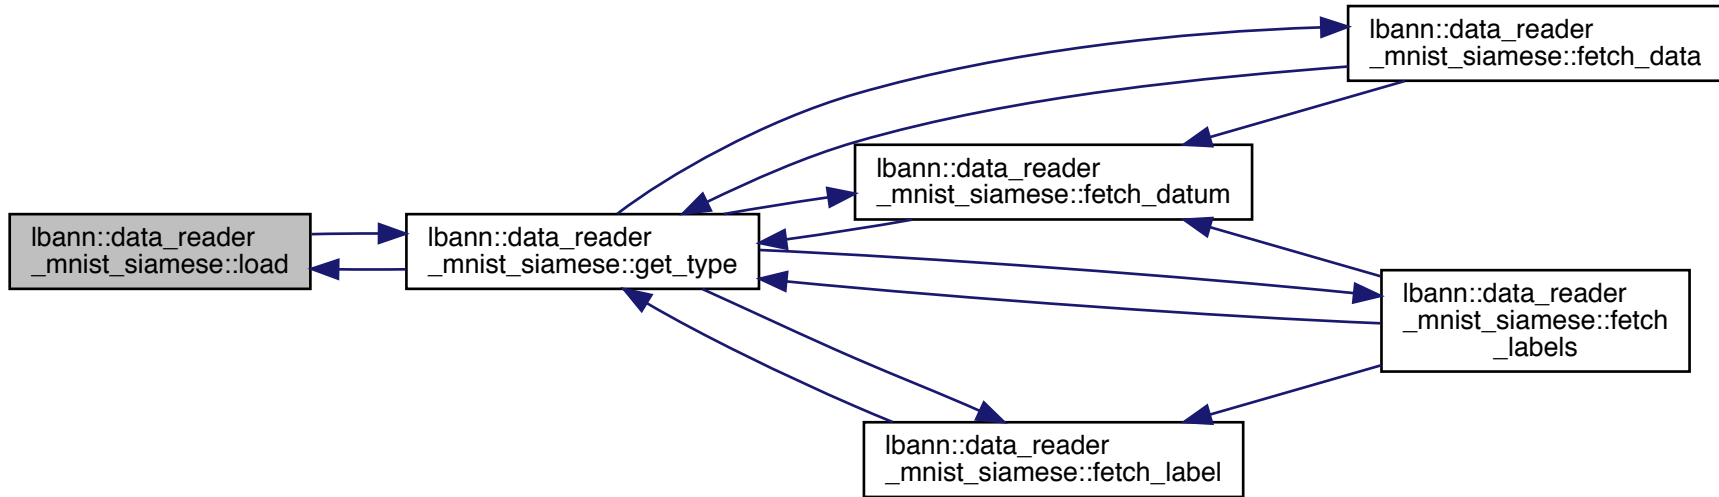 lbann::data_reader
_mnist_siamese::load
lbann::data_reader
_mnist_siamese::get_type
lbann::data_reader
_mnist_siamese::fetch_data
lbann::data_reader
_mnist_siamese::fetch_datum
lbann::data_reader
_mnist_siamese::fetch
_labels
lbann::data_reader
_mnist_siamese::fetch_label